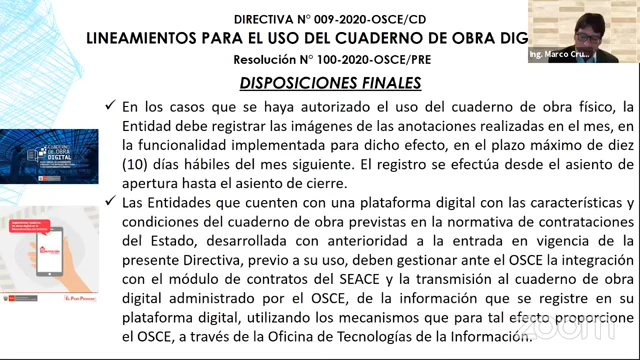 DIRECTIVA N° 009-2020-OSCE/CD
LINEAMIENTOS PARA EL USO DEL CUADERNO DE OBRA DIG
Resolución N° 100-2020-OSCE/PRE
Ing. Marco Cru...
DISPOSICIONES FINALES
✓ En los casos que se haya autorizado el uso del cuaderno de obra físico, la
Entidad debe registrar las imágenes de las anotaciones realizadas en el mes, en
la funcionalidad implementada para dicho efecto, en el plazo máximo de diez
(10) días hábiles del mes siguiente. El registro se efectúa desde el asiento de
apertura hasta el asiento de cierre.
✓ Las Entidades que cuenten con una plataforma digital con las características y
condiciones del cuaderno de obra previstas en la normativa de contrataciones
del Estado, desarrollada con anterioridad a la entrada en vigencia de la
presente Directiva, previo a su uso, deben gestionar ante el OSCE la integración
con el módulo de contratos del SEACE y la transmisión al cuaderno de obra
digital administrado por el OSCE, de la información que se registre en su
plataforma digital, utilizando los mecanismos que para tal efecto proporcione
el OSCE, a través de la Oficina de Tecnologías de la Información.
CUADERNO
DE OBRA
DIGITAL
EL PERÚ PRIMERO
zoom